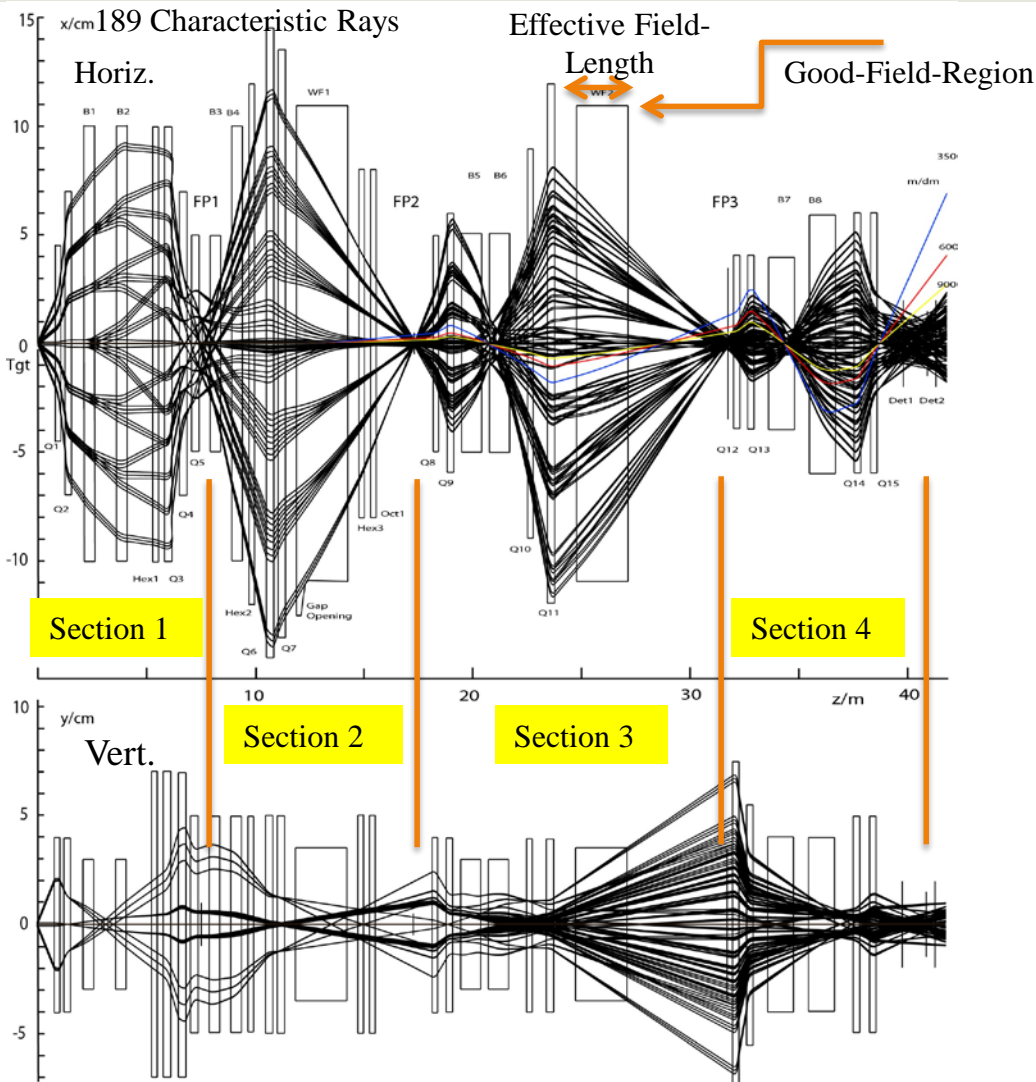 189 Characteristic Rays
Effective Field-
Length
Good-Field-Region
Horiz.
15
x/cm
10
5
0
Tgt
-5
-10
B1
B2
B3
B4
WF1
B5
B6
WF2
B7
B8
FP1
FP2
FP3
3500
m/dm
600
9000
Q1
Q2
Hex1
Q3
Q4
Q5
Hex2
Q6
Q7
Gap
Opening
Hex3
Oct1
Q8
Q9
Q10
Q11
Q12
Q13
Q14
Q15
Det1
Det2
Section 1
Section 4
10
20
30
40
z/m
10
y/cm
Vert.
Section 2
Section 3
5
0
-5